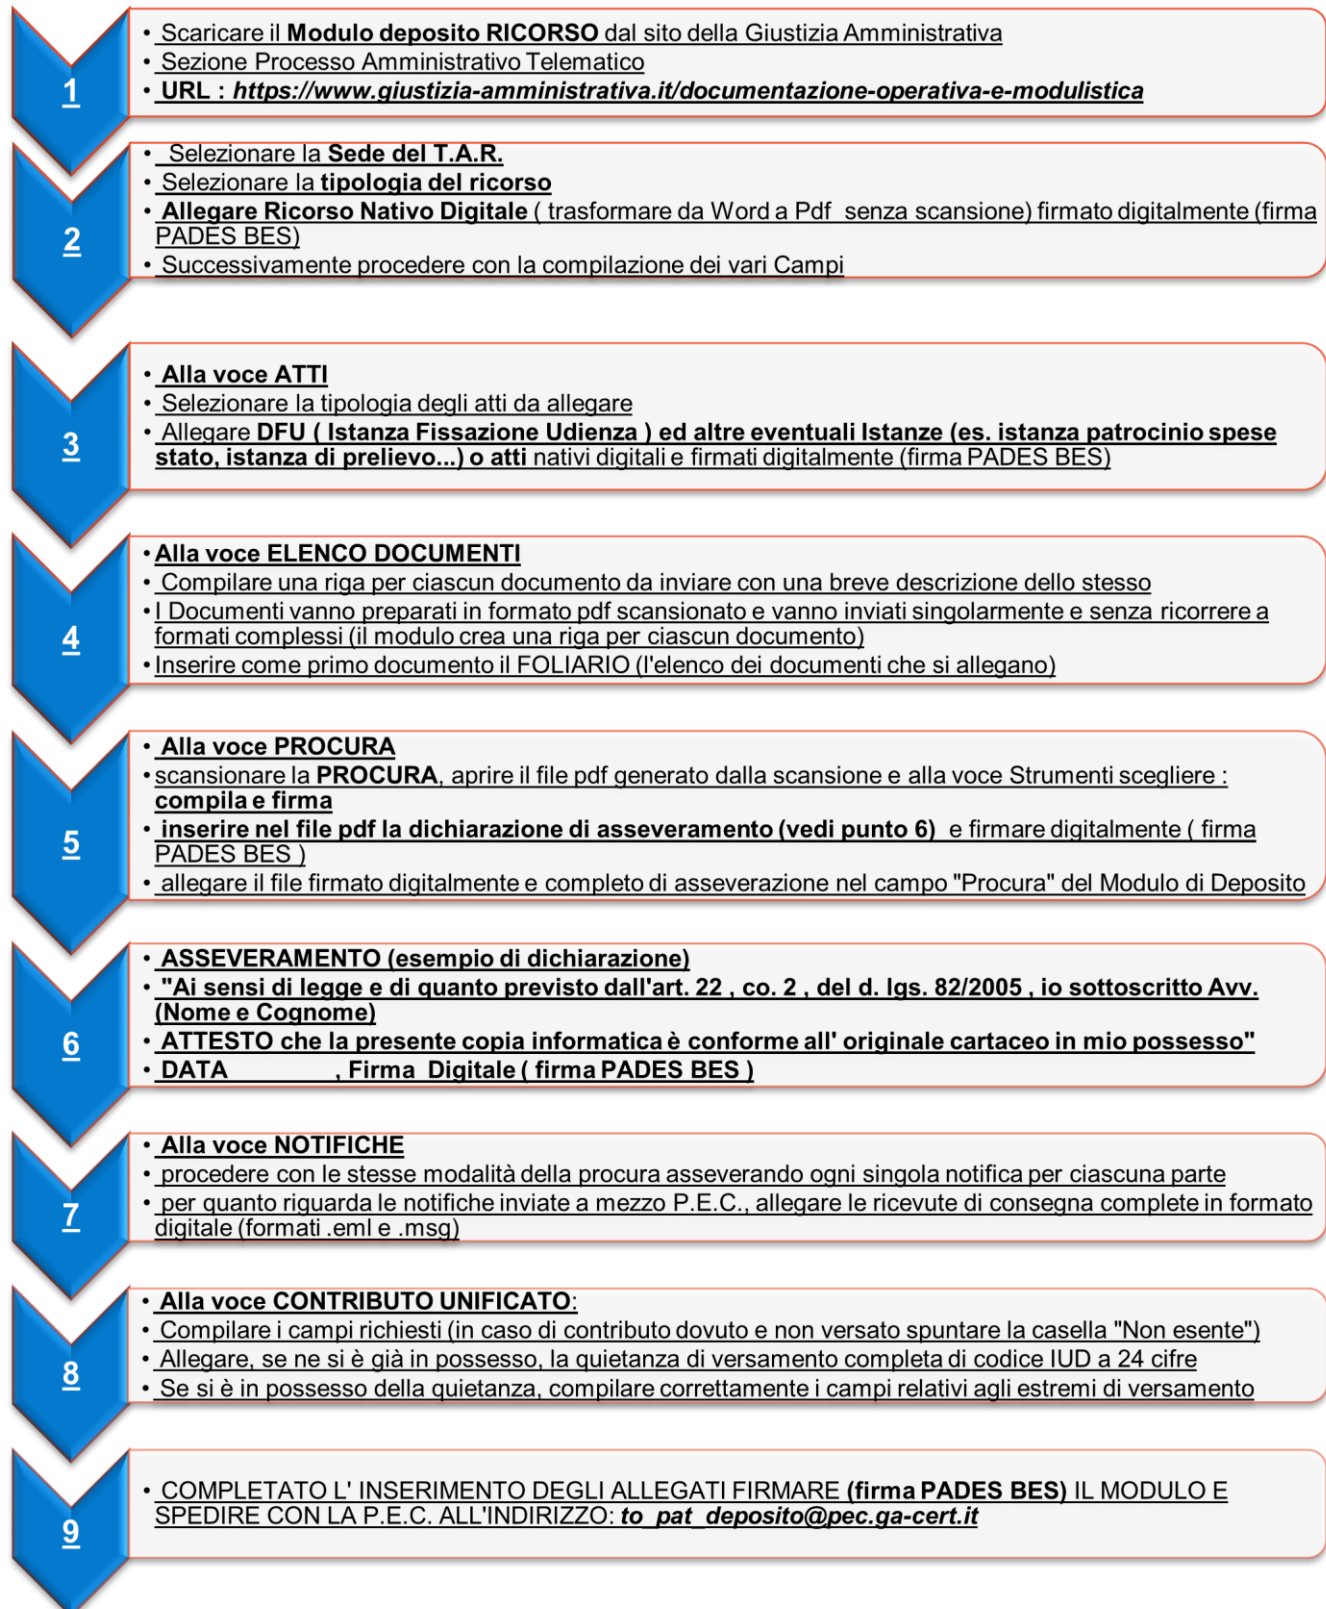 1
• Scaricare il Modulo deposito RICORSO dal sito della Giustizia Amministrativa
• Sezione Processo Amministrativo Telematico
• URL : https://www.giustizia-amministrativa.it/documentazione-operativa-e-modulistica
2
• Selezionare la Sede del T.A.R.
• Selezionare la tipologia del ricorso
• Allegare Ricorso Nativo Digitale ( trasformare da Word a Pdf senza scansione) firmato digitalmente (firma
PADES BES)
• Successivamente procedere con la compilazione dei vari Campi
3
• Alla voce ATTI
• Selezionare la tipologia degli atti da allegare
• Allegare DFU ( Istanza Fissazione Udienza ) ed altre eventuali Istanze (es. istanza patrocinio spese
stato, istanza di prelievo...) o atti nativi digitali e firmati digitalmente (firma PADES BES)
4
• Alla voce ELENCO DOCUMENTI
• Compilare una riga per ciascun documento da inviare con una breve descrizione dello stesso
• I Documenti vanno preparati in formato pdf scansionato e vanno inviati singolarmente e senza ricorrere a
formati complessi (il modulo crea una riga per ciascun documento)
• Inserire come primo documento il FOLIARIO (l'elenco dei documenti che si allegano)
5
• Alla voce PROCURA
• scansionare la PROCURA, aprire il file pdf generato dalla scansione e alla voce Strumenti scegliere :
compila e firma
• inserire nel file pdf la dichiarazione di asseveramento (vedi punto 6) e firmare digitalmente ( firma
PADES BES )
• allegare il file firmato digitalmente e completo di asseverazione nel campo "Procura" del Modulo di Deposito
6
• ASSEVERAMENTO (esempio di dichiarazione)
• "Ai sensi di legge e di quanto previsto dall'art. 22 , co. 2 , del d. lgs. 82/2005 , io sottoscritto Avv.
(Nome e Cognome)
• ATTESTO che la presente copia informatica è conforme all' originale cartaceo in mio possesso"
• DATA ________, Firma Digitale ( firma PADES BES )
7
• Alla voce NOTIFICHE
• procedere con le stesse modalità della procura asseverando ogni singola notifica per ciascuna parte
• per quanto riguarda le notifiche inviate a mezzo P.E.C., allegare le ricevute di consegna complete in formato
digitale (formati .eml e .msg)
8
• Alla voce CONTRIBUTO UNIFICATO:
• Compilare i campi richiesti (in caso di contributo dovuto e non versato spuntare la casella "Non esente")
• Allegare, se ne si è già in possesso, la quietanza di versamento completa di codice IUD a 24 cifre
• Se si è in possesso della quietanza, compilare correttamente i campi relativi agli estremi di versamento
9
• COMPLETATO L' INSERIMENTO DEGLI ALLEGATI FIRMARE (firma PADES BES) IL MODULO E
SPEDIRE CON LA P.E.C. ALL'INDIRIZZO: to_pat_deposito@pec.ga-cert.it